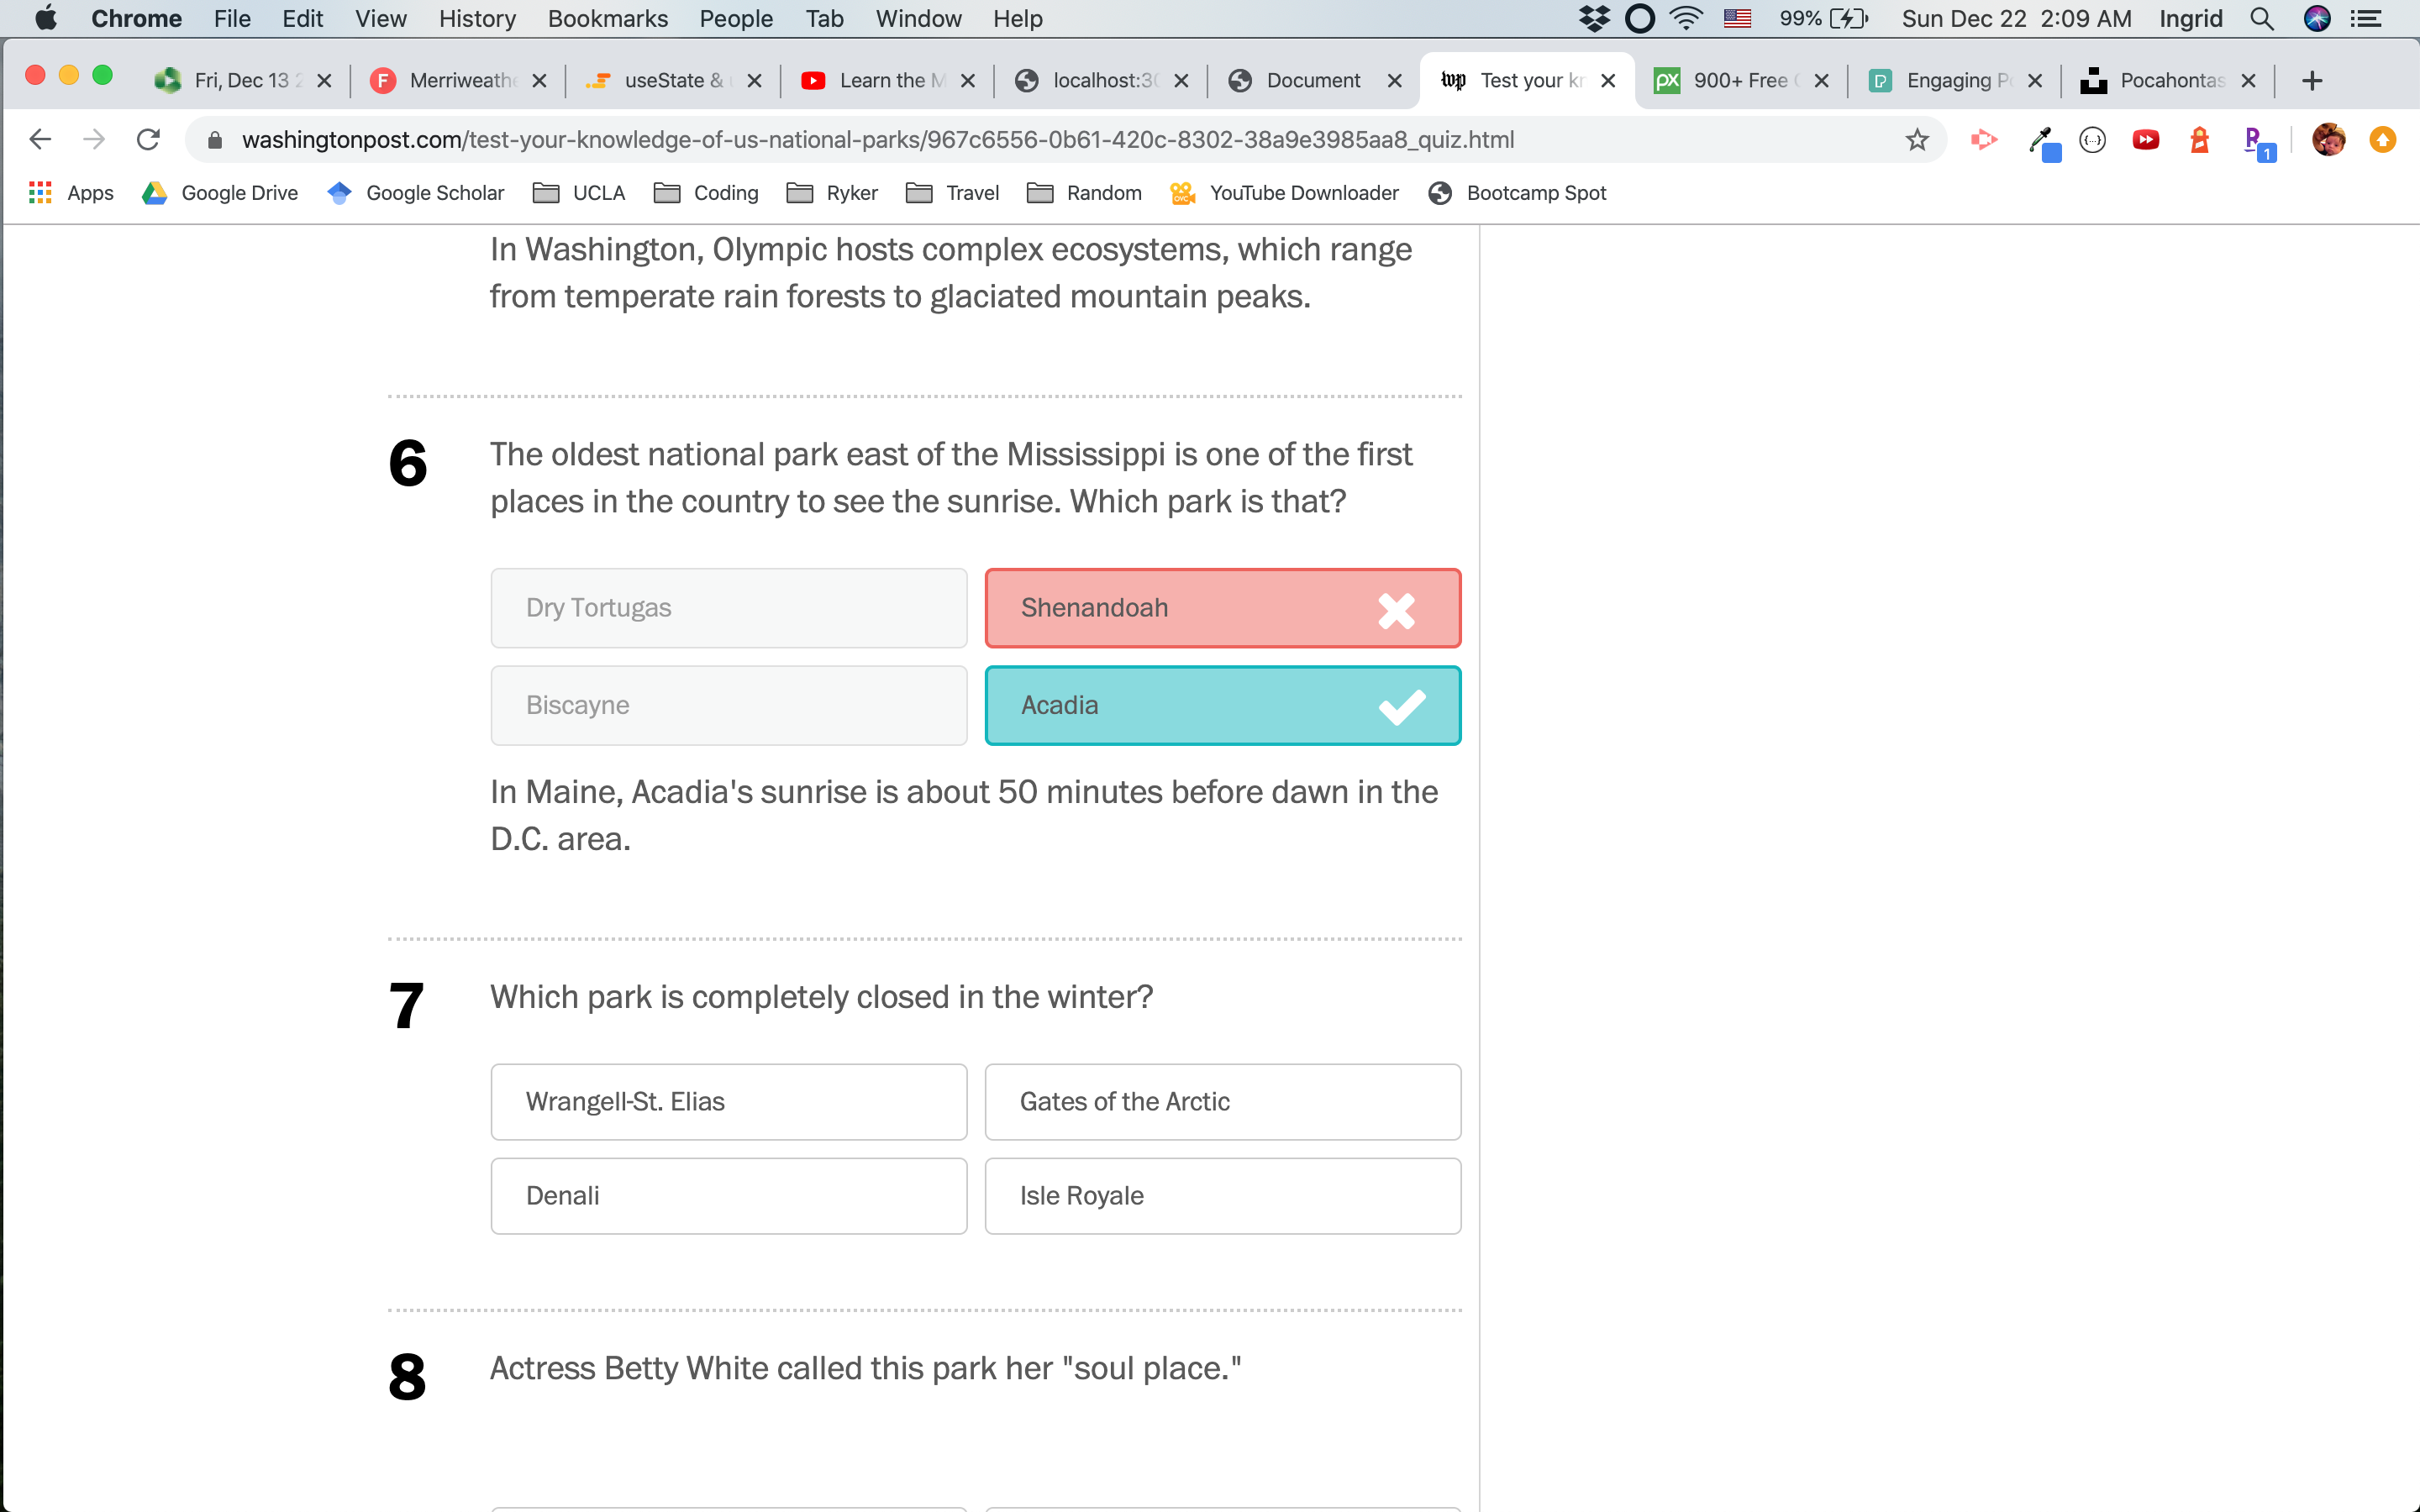 Chrome File Edit View History Bookmarks People Tab Window Help 99% Sun Dec 22 2:09 AM Ingrid
Fri, Dec 13 Merriweathe useState & Learn the M localhost:30 Document Test your kn 900+ Free Engaging Po Pocahontas
washingtonpost.com/test-your-knowledge-of-us-national-parks/967c6556-0b61-420c-8302-38a9e3985aa8_quiz.html
Apps Google Drive Google Scholar UCLA Coding Ryker Travel Random YouTube Downloader Bootcamp Spot
In Washington, Olympic hosts complex ecosystems, which range
from temperate rain forests to glaciated mountain peaks.
6 The oldest national park east of the Mississippi is one of the first
places in the country to see the sunrise. Which park is that?
Dry Tortugas Shenandoah
Biscayne Acadia
In Maine, Acadia's sunrise is about 50 minutes before dawn in the
D.C. area.
7 Which park is completely closed in the winter?
Wrangell-St. Elias Gates of the Arctic
Denali Isle Royale
8 Actress Betty White called this park her "soul place."